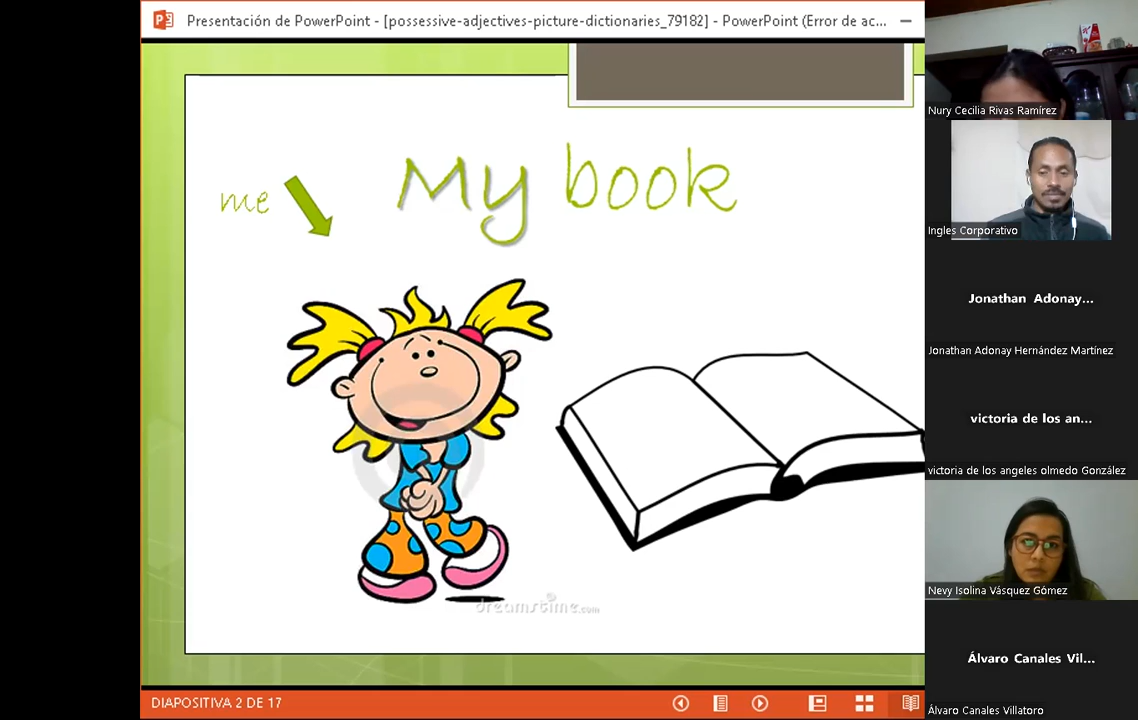 Presentación de PowerPoint - [possessive-adjectives-picture-dictionaries_79182] - PowerPoint (Error de ac...
My book
me
dreamstime.com
DIAPOSITIVA 2 DE 17
Nury Cecilia Rivas Ramírez
Ingles Corporativo
Jonathan Adonay...
Jonathan Adonay Hernández Martínez
victoria de los an...
victoria de los angeles olmedo González
Nevy Isolina Vásquez Gómez
Álvaro Canales Vil...
Álvaro Canales Villatoro